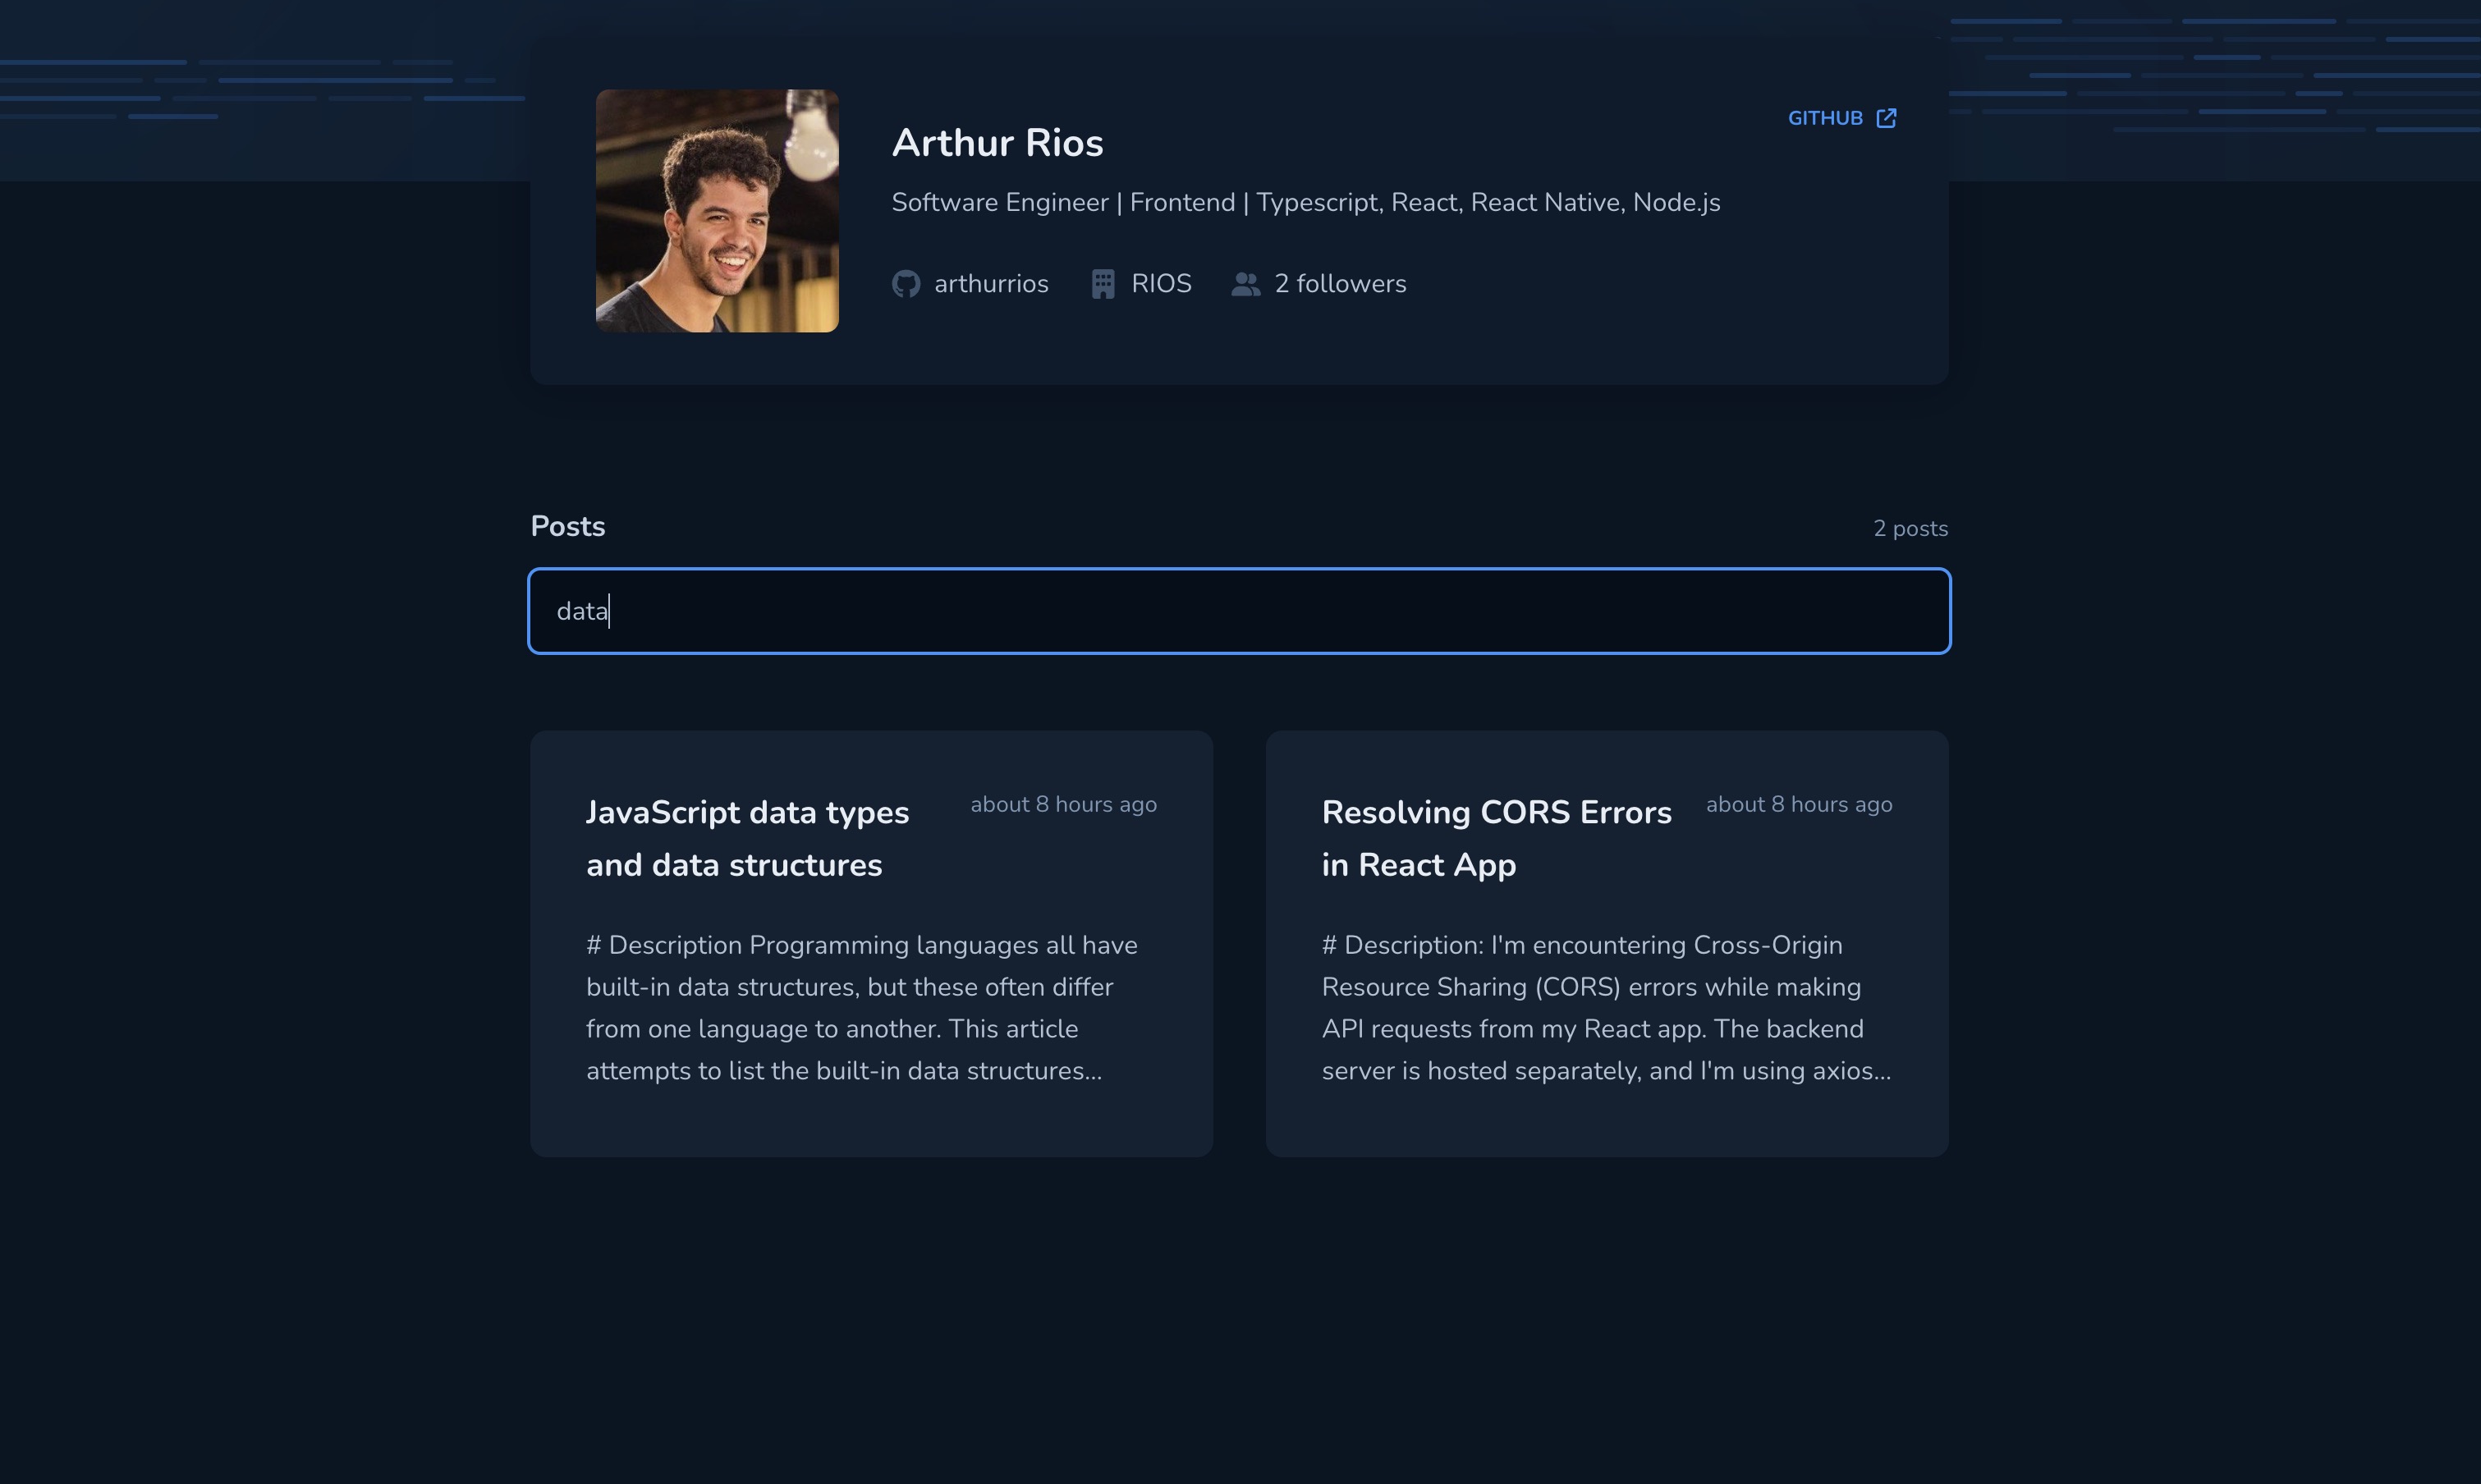 Arthur Rios
GITHUB
Software Engineer | Frontend | Typescript, React, React Native, Node.js
arthurrios
RIOS
2 followers
Posts
2 posts
data
JavaScript data types
and data structures
about 8 hours ago
# Description Programming languages all have
built-in data structures, but these often differ
from one language to another. This article
attempts to list the built-in data structures...
Resolving CORS Errors
in React App
about 8 hours ago
# Description: I'm encountering Cross-Origin
Resource Sharing (CORS) errors while making
API requests from my React app. The backend
server is hosted separately, and I'm using axios...